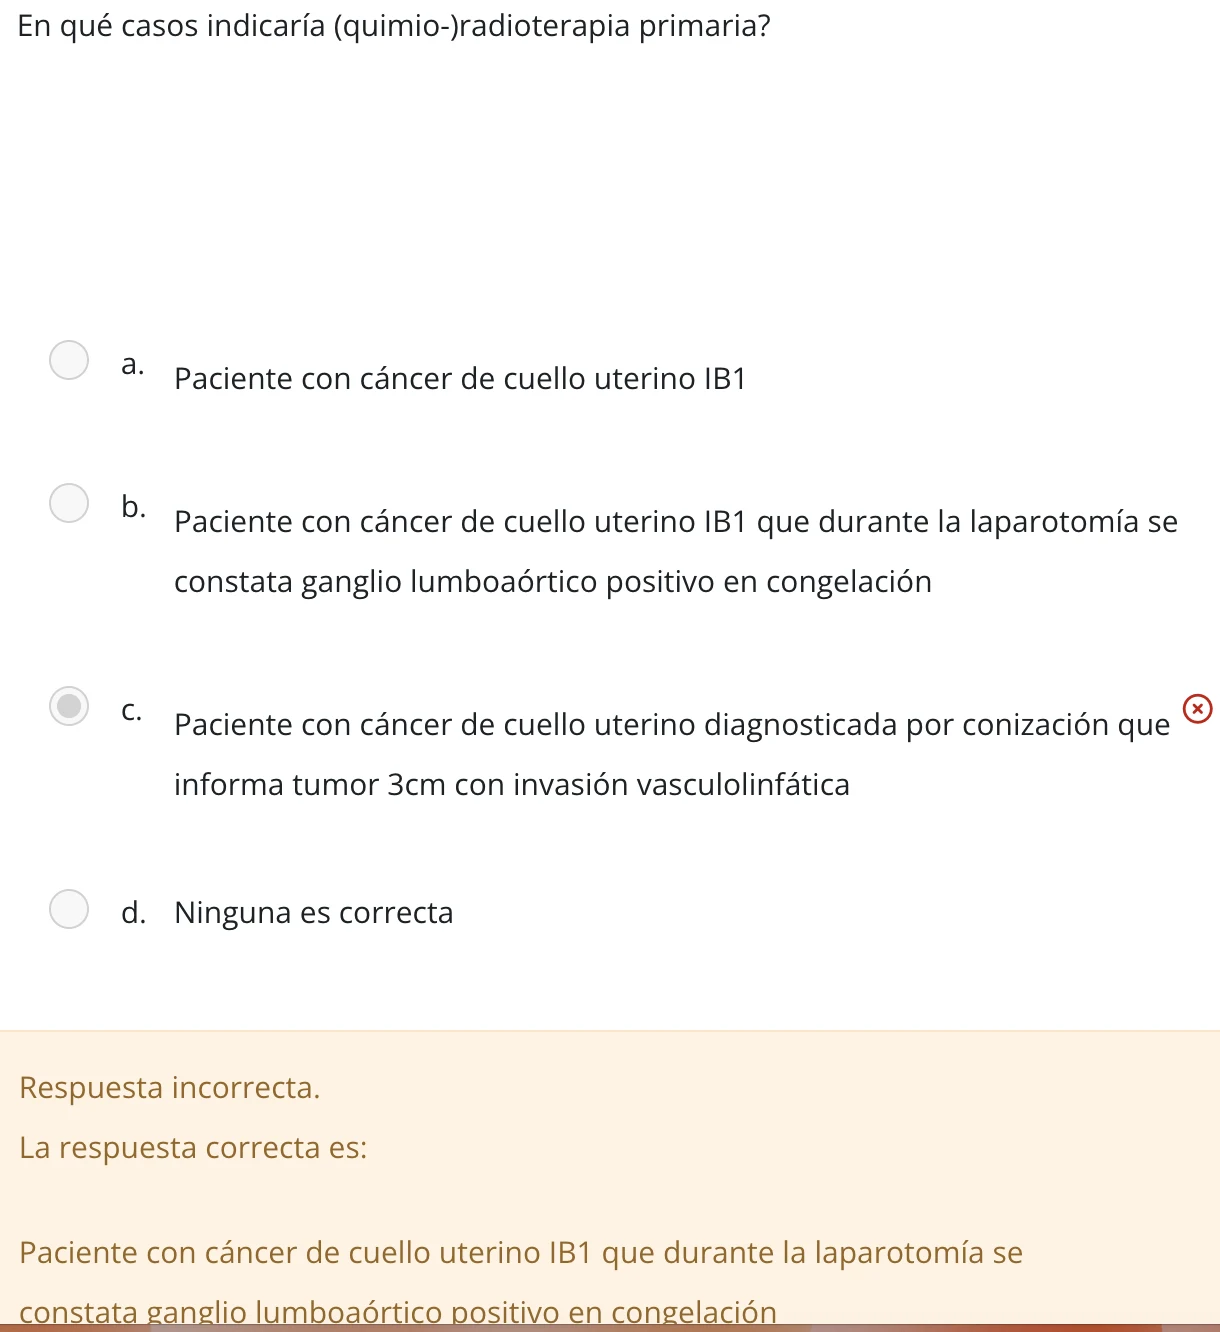 En qué casos indicaría (quimio-)radioterapia primaria?
a. Paciente con cáncer de cuello uterino IB1
b. Paciente con cáncer de cuello uterino IB1 que durante la laparotomía se
constata ganglio lumboaórtico positivo en congelación
c. Paciente con cáncer de cuello uterino diagnosticada por conización que
informa tumor 3cm con invasión vasculolinfática
d. Ninguna es correcta
Respuesta incorrecta.
La respuesta correcta es:
Paciente con cáncer de cuello uterino IB1 que durante la laparotomía se
constata ganglio lumboaórtico positivo en congelación